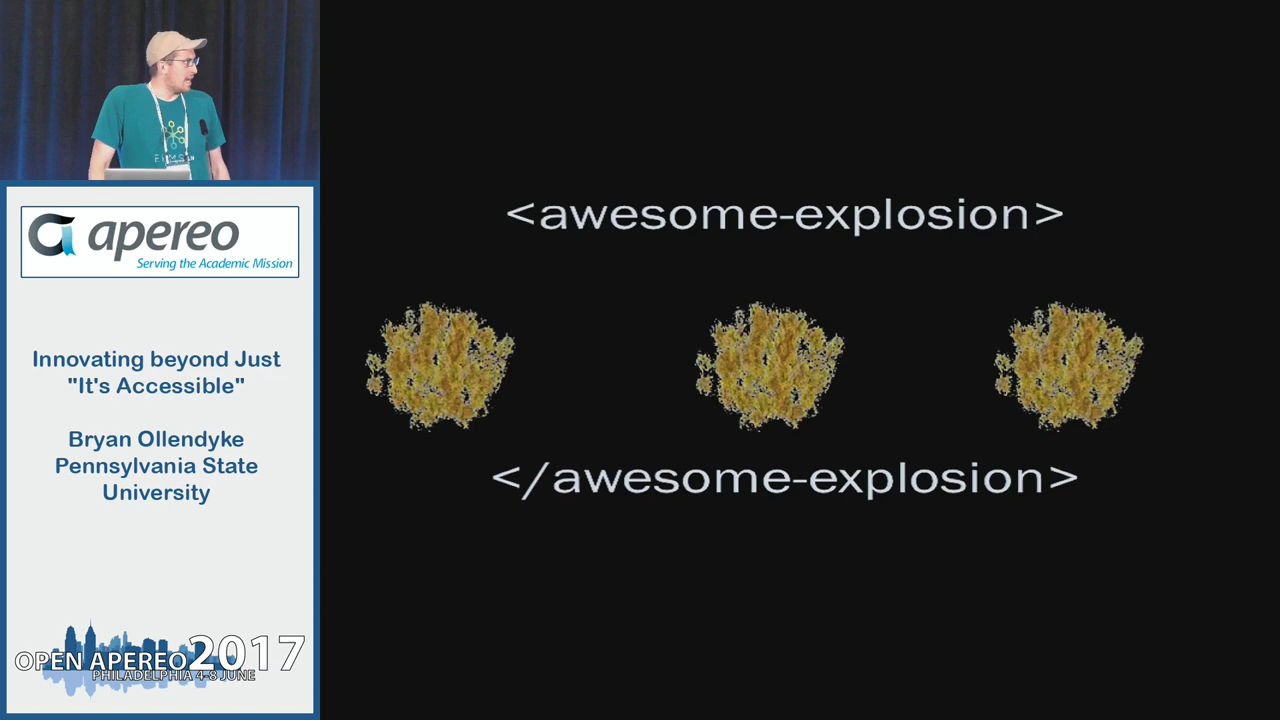 <awesome-explosion>
</awesome-explosion>
apereo
Serving the Academic Mission
Innovating beyond Just
"It's Accessible"
Bryan Ollendyke
Pennsylvania State
University
OPEN APEREO 2017
PHILADELPHIA 4-8 JUNE